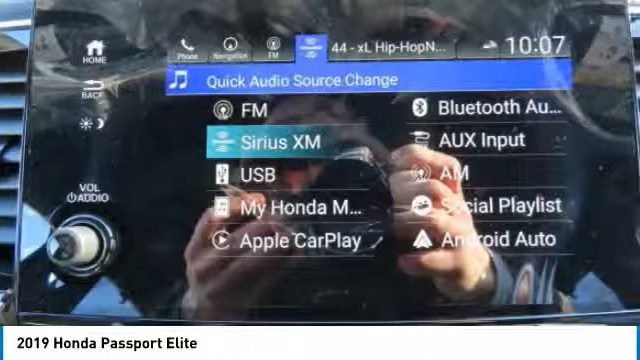 HOME
Phone
Navigation
FM
44 - xL Hip-HopN...
10:07
BACK
Quick Audio Source Change
FM
Bluetooth Au...
Sirius XM
AUX Input
USB
AM
VOL
AUDIO
My Honda M...
Social Playlist
Apple CarPlay
Android Auto
2019 Honda Passport Elite